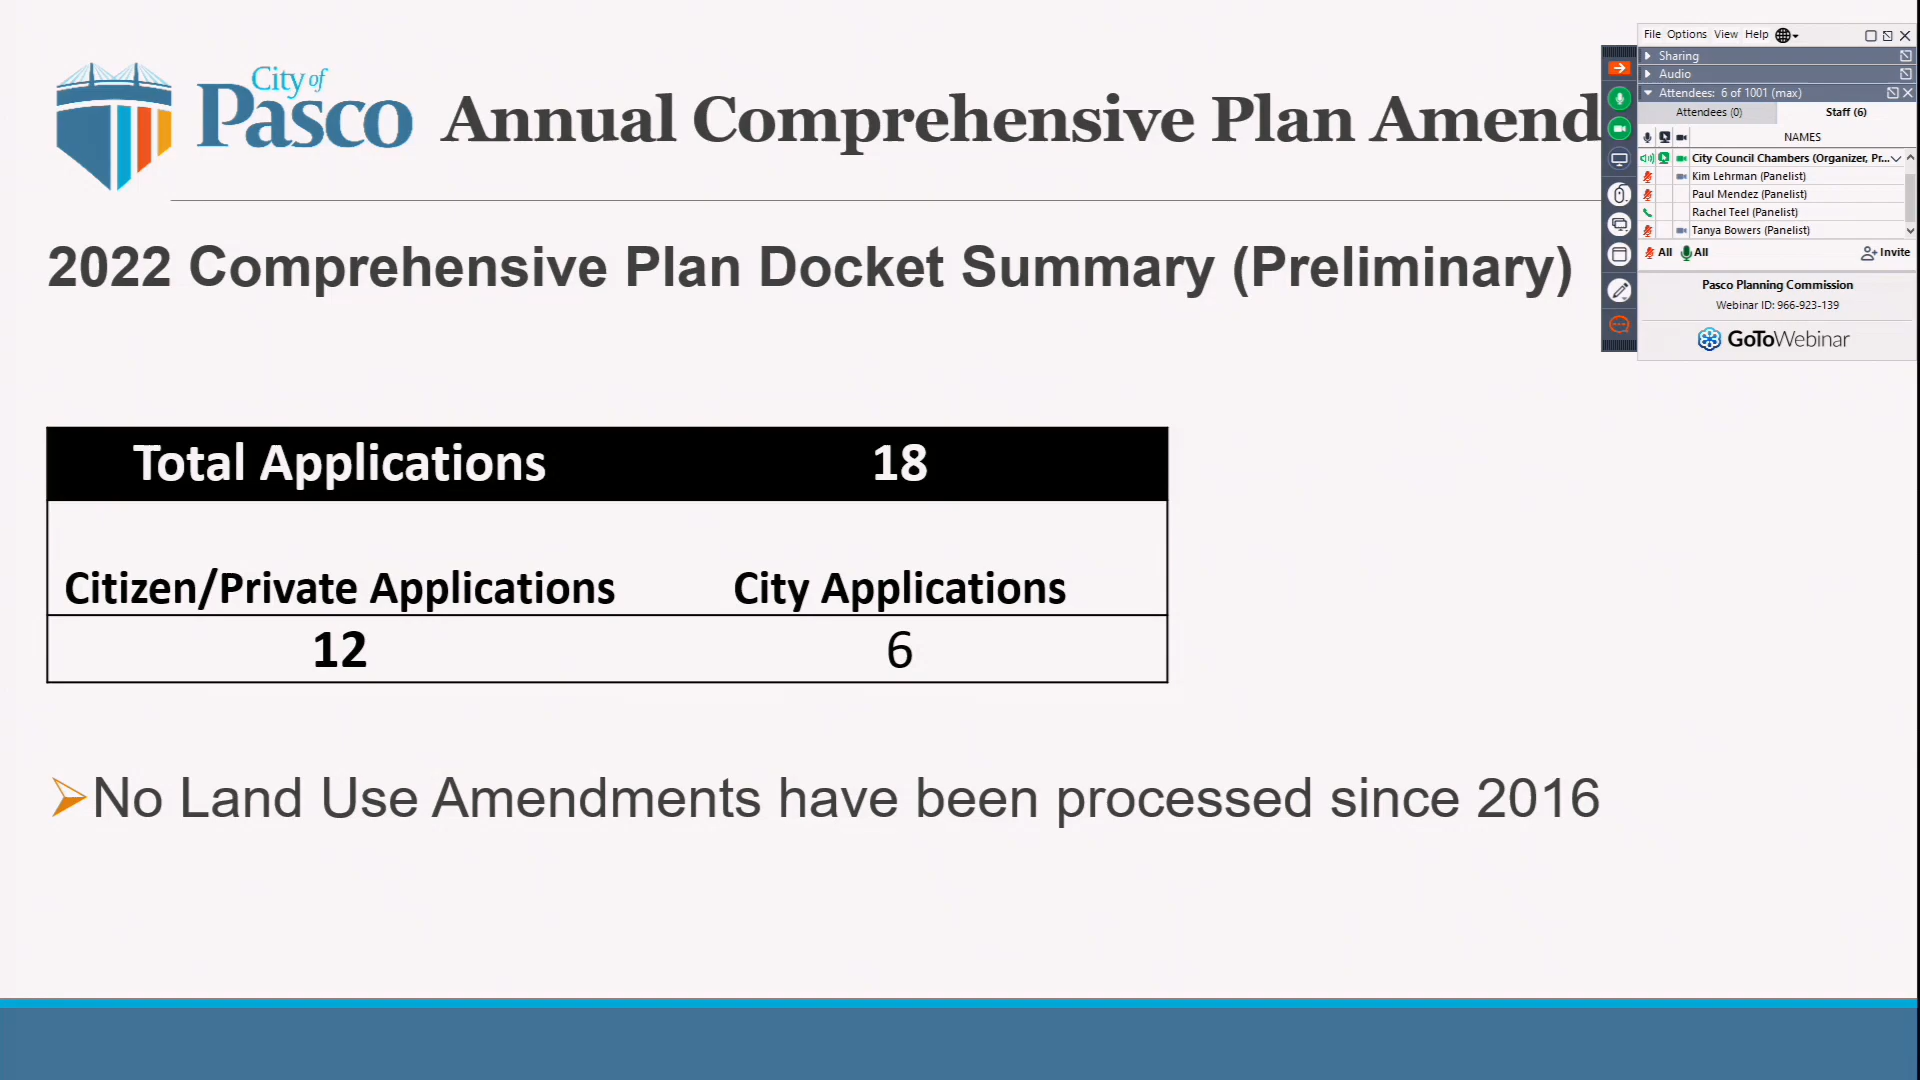 City of
Pasco
Annual Comprehensive Plan Amend
2022 Comprehensive Plan Docket Summary (Preliminary)
Total Applications 18
Citizen/Private Applications City Applications
12 6
No Land Use Amendments have been processed since 2016
File Options View Help
Sharing
Audio
Attendees: 6 of 1001 (max)
Attendees (0) Staff (6)
NAMES
City Council Chambers (Organizer, Pr...
Kim Lehrman (Panelist)
Paul Mendez (Panelist)
Rachel Teel (Panelist)
Tanya Bowers (Panelist)
All All Invite
Pasco Planning Commission
Webinar ID: 966-923-139
GoToWebinar